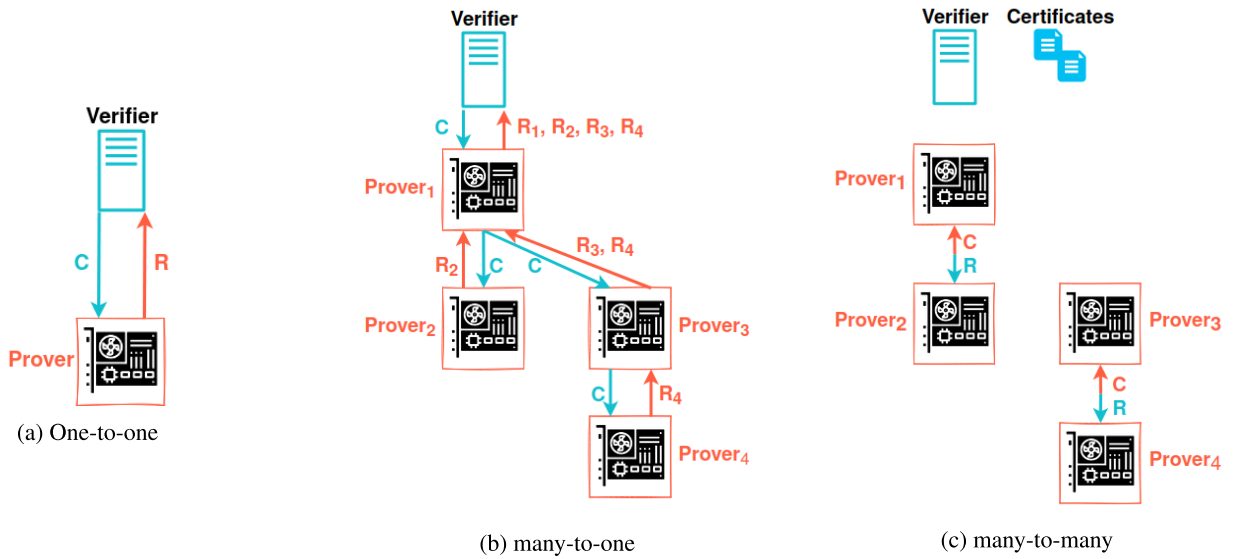 Verifier
C
R
Prover
(a) One-to-one
Verifier
C
R1, R2, R3, R4
Prover1
R2
C
C
R3, R4
Prover2
Prover3
C
R4
Prover4
(b) many-to-one
Verifier
Certificates
Prover1
C
R
Prover2
Prover3
C
R
Prover4
(c) many-to-many